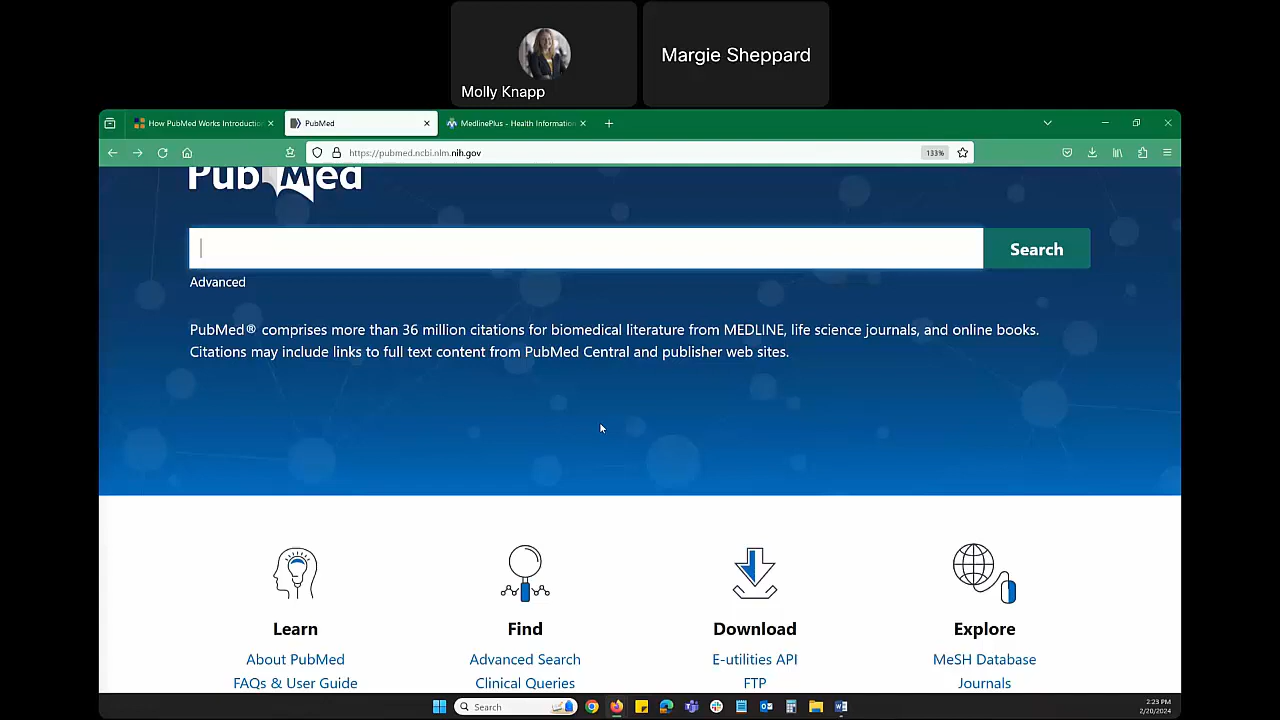 Molly Knapp
Margie Sheppard
How PubMed Works Introduction
PubMed
MedlinePlus - Health Information
https://pubmed.ncbi.nlm.nih.gov
133%
PubMed
Search
Advanced
PubMed® comprises more than 36 million citations for biomedical literature from MEDLINE, life science journals, and online books.
Citations may include links to full text content from PubMed Central and publisher web sites.
Learn
Find
Download
Explore
About PubMed
Advanced Search
E-utilities API
MeSH Database
FAQs & User Guide
Clinical Queries
FTP
Journals
Search
2:23 PM
2/20/2024